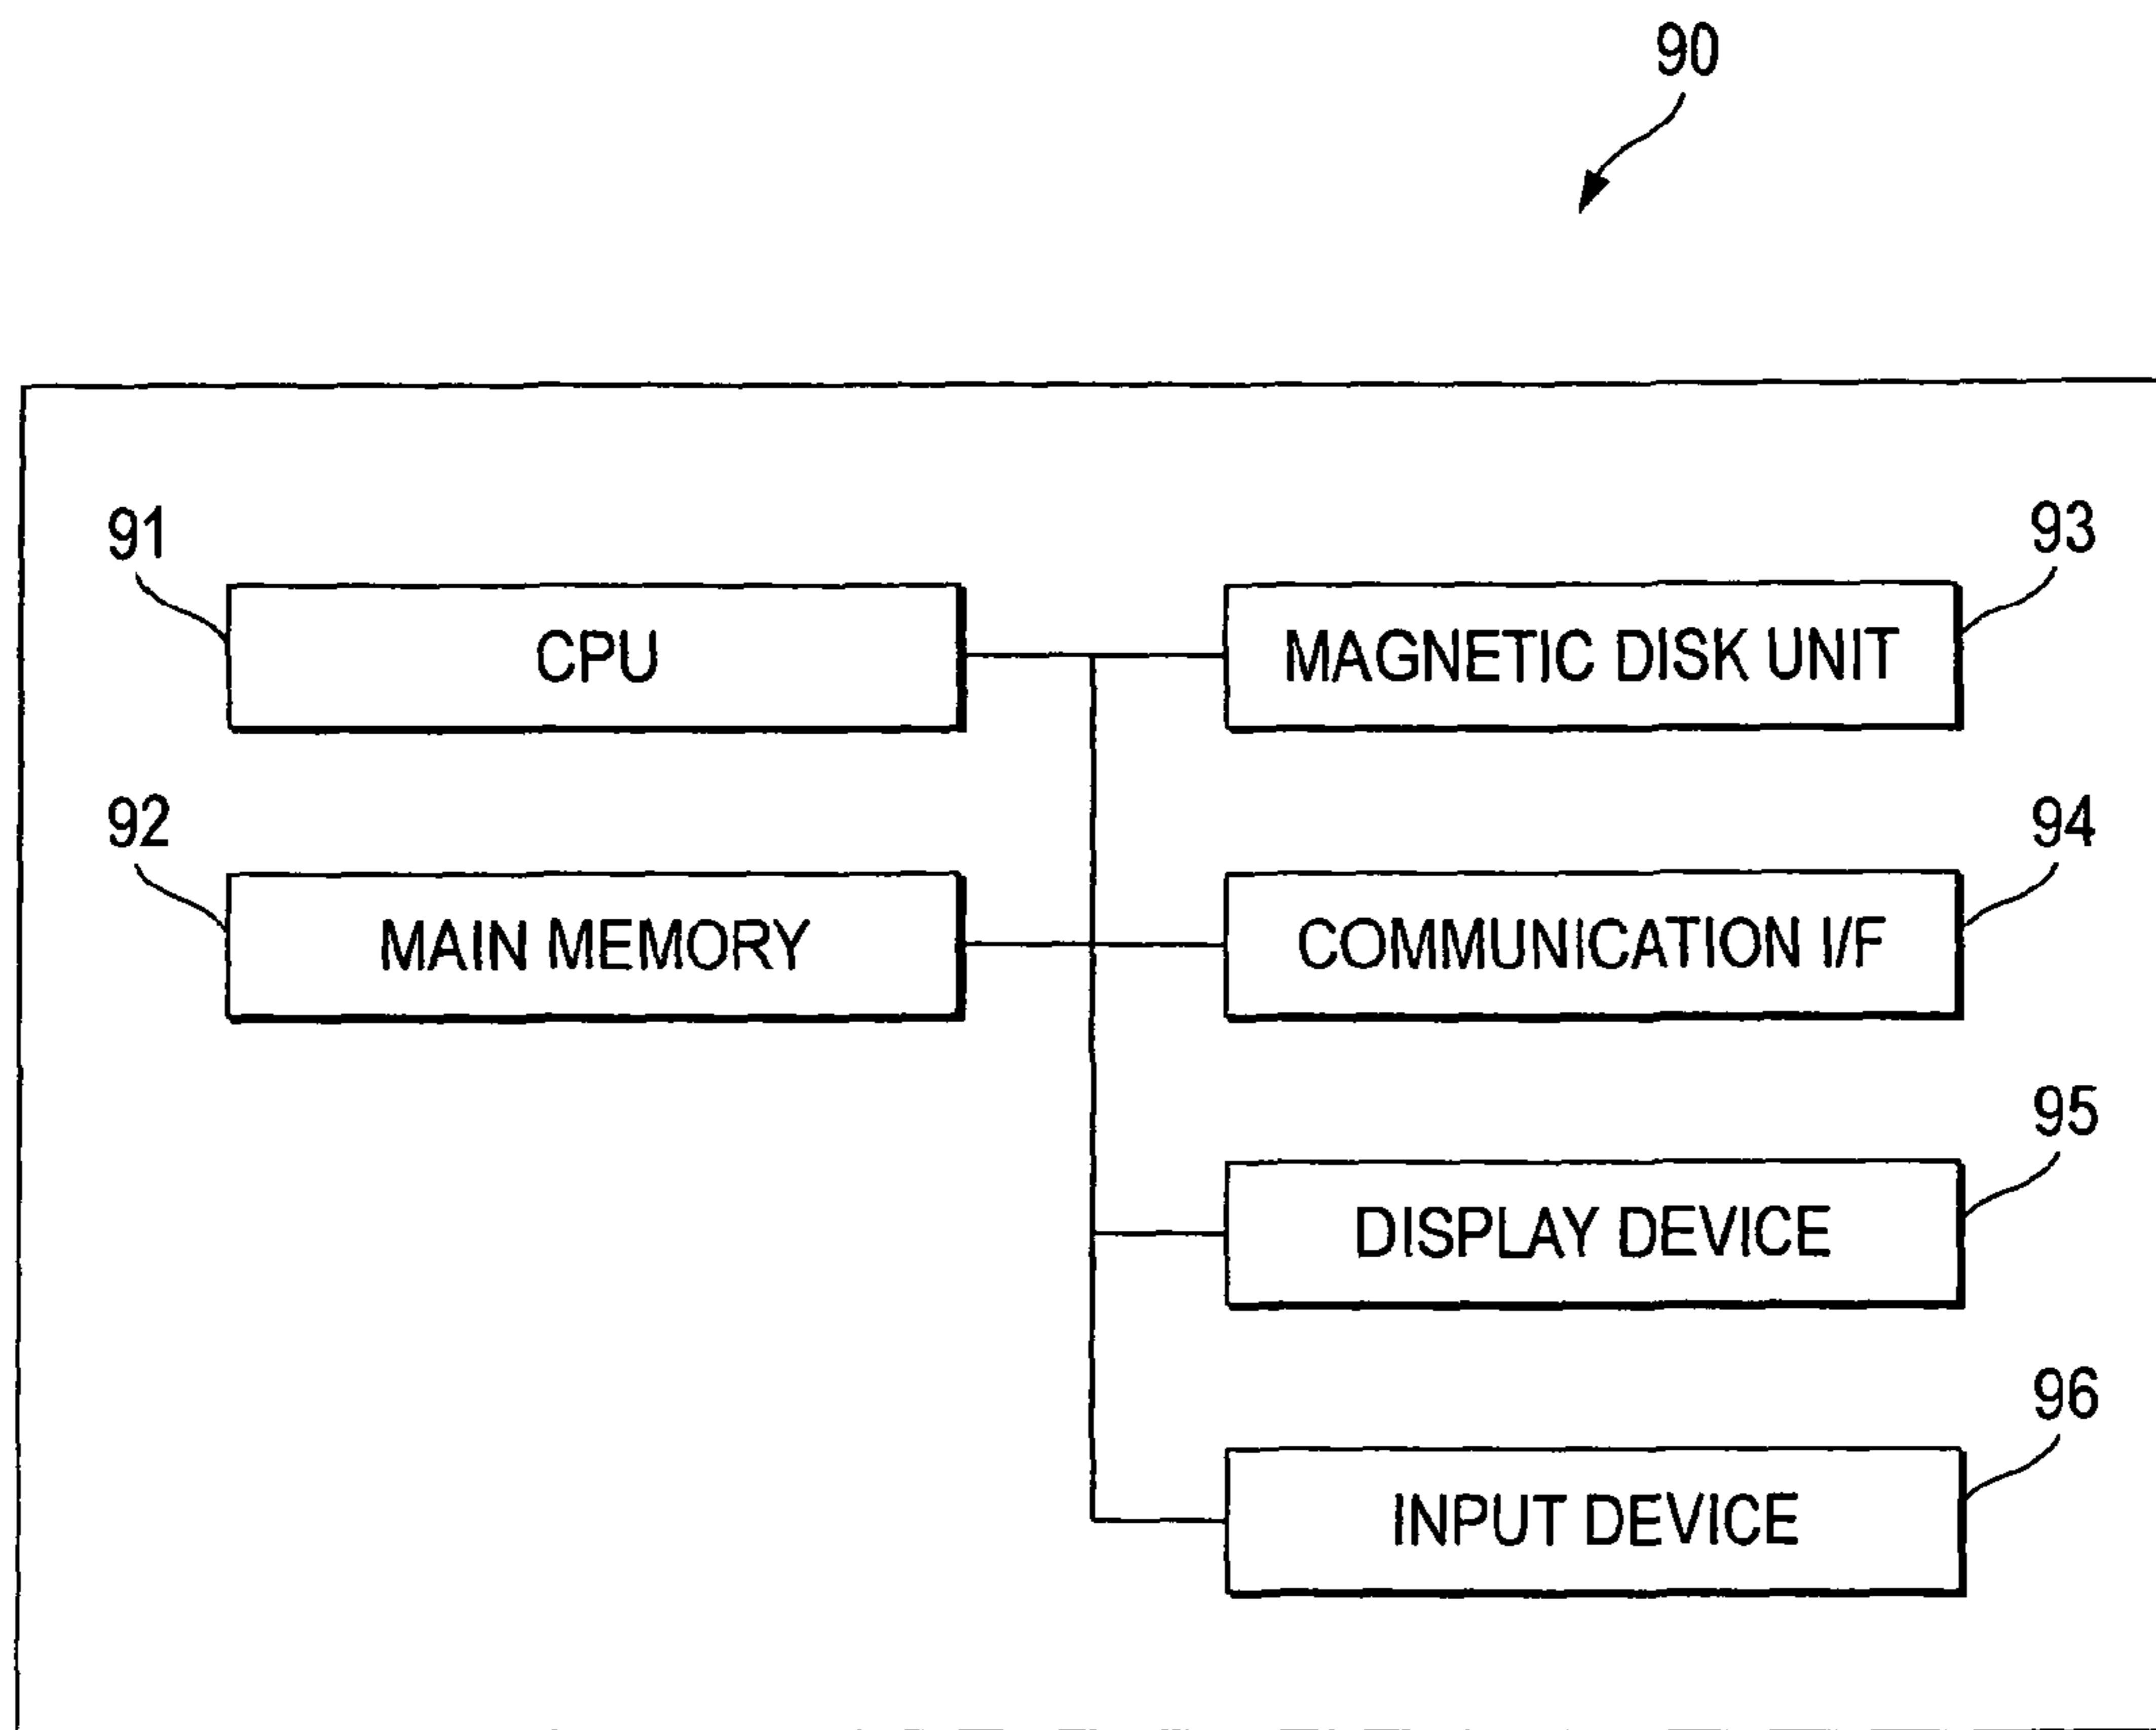 90
91
CPU
93
MAGNETIC DISK UNIT
92
MAIN MEMORY
94
COMMUNICATION I/F
95
DISPLAY DEVICE
96
INPUT DEVICE